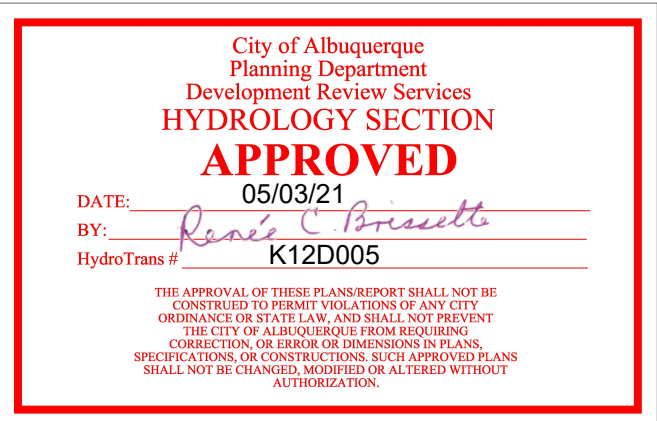 City of Albuquerque
Planning Department
Development Review Services
HYDROLOGY SECTION
APPROVED
DATE: 05/03/21
BY: Renée C. Brissette
HydroTrans # K12D005
THE APPROVAL OF THESE PLANS/REPORT SHALL NOT BE
CONSTRUED TO PERMIT VIOLATIONS OF ANY CITY
ORDINANCE OR STATE LAW, AND SHALL NOT PREVENT
THE CITY OF ALBUQUERQUE FROM REQUIRING
CORRECTION, OR ERROR OR DIMENSIONS IN PLANS,
SPECIFICATIONS, OR CONSTRUCTIONS. SUCH APPROVED PLANS
SHALL NOT BE CHANGED, MODIFIED OR ALTERED WITHOUT
AUTHORIZATION.